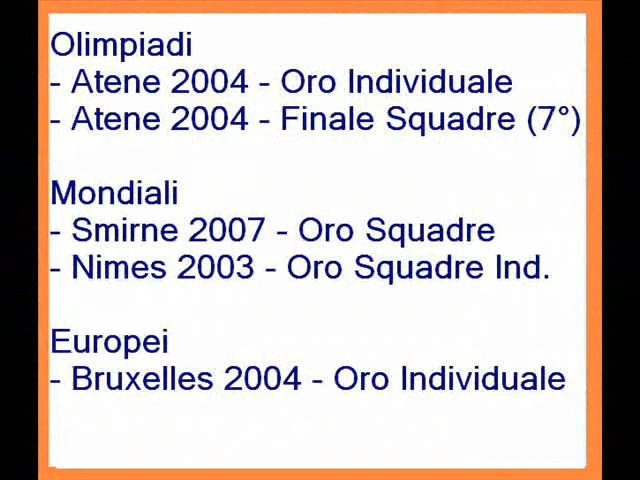 Olimpiadi
- Atene 2004 - Oro Individuale
- Atene 2004 - Finale Squadre (7°)
Mondiali
- Smirne 2007 - Oro Squadre
- Nimes 2003 - Oro Squadre Ind.
Europei
- Bruxelles 2004 - Oro Individuale